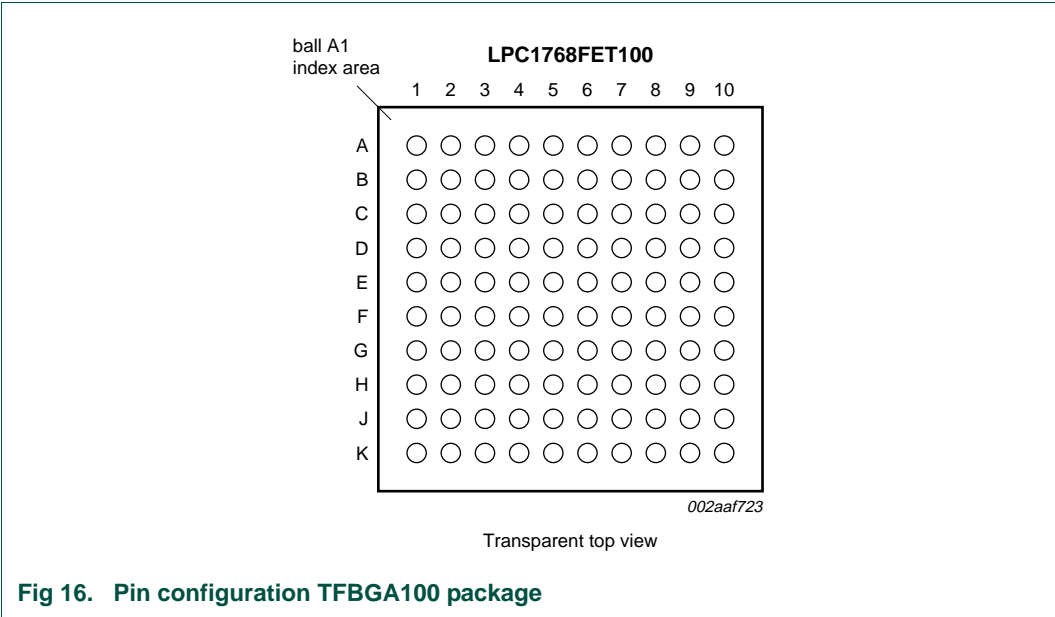 ball A1
index area
LPC1768FET100
1 2 3 4 5 6 7 8 9 10
A
B
C
D
E
F
G
H
J
K
002aaf723
Transparent top view
Fig 16. Pin configuration TFBGA100 package